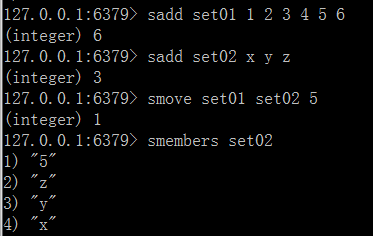 127.0.0.1:6379> sadd set01 1 2 3 4 5 6
(integer) 6
127.0.0.1:6379> sadd set02 x y z
(integer) 3
127.0.0.1:6379> smove set01 set02 5
(integer) 1
127.0.0.1:6379> smembers set02
1) "5"
2) "z"
3) "y"
4) "x"